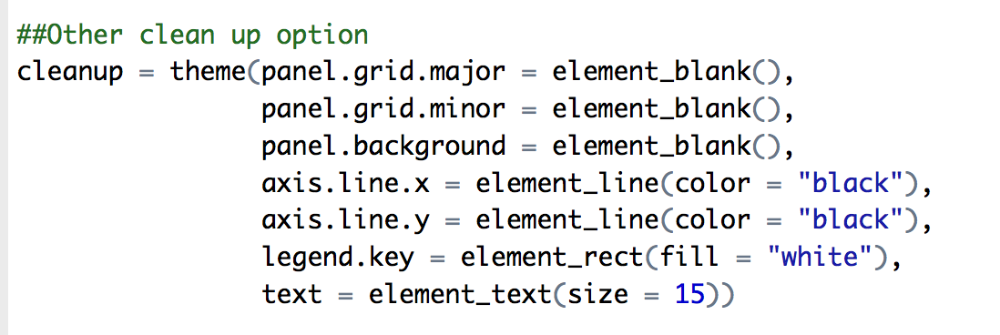 ##Other clean up option
cleanup = theme(panel.grid.major = element_blank(),
                panel.grid.minor = element_blank(),
                panel.background = element_blank(),
                axis.line.x = element_line(color = "black"),
                axis.line.y = element_line(color = "black"),
                legend.key = element_rect(fill = "white"),
                text = element_text(size = 15))